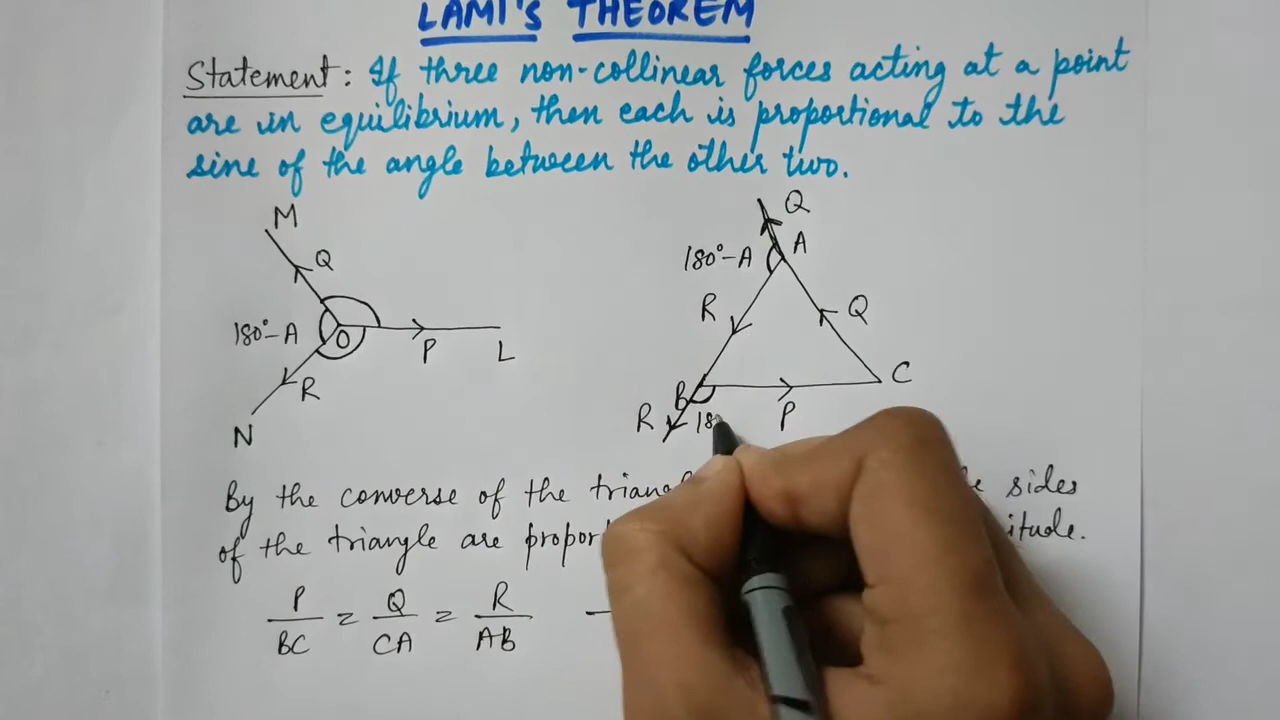 LAMI'S THEOREM
Statement: If three non-collinear forces acting at a point
are in equilibrium, then each is proportional to the
sine of the angle between the other two.
M
Q
180°-A
O
P
L
R
N
Q
A
180°-A
R
Q
C
B
P
R
18
By the converse of the sides
of the triangle are
P/BC = Q/CA = R/AB